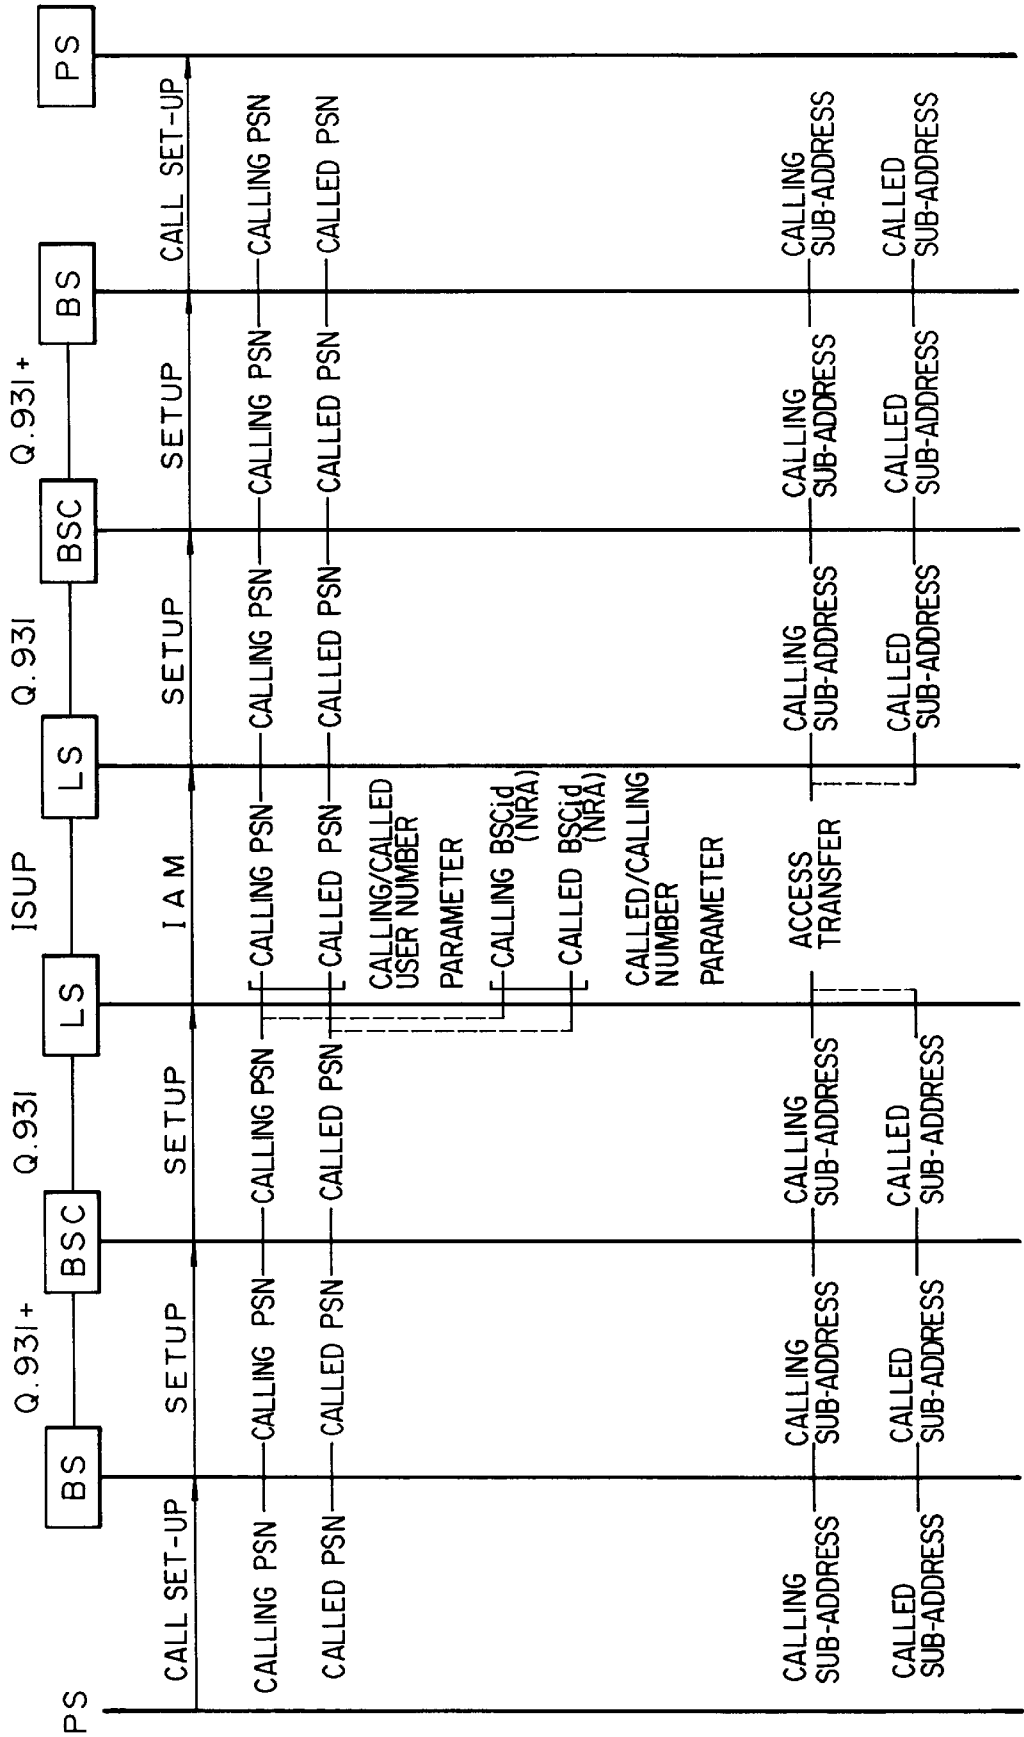 Q.931+
Q.931
ISUP
Q.931
Q.931+
PS
BS
BSC
LS
LS
BSC
BS
PS
CALL SET-UP
SETUP
SETUP
IAM
SETUP
SETUP
CALL SET-UP
CALLING PSN
CALLING PSN
CALLING PSN
CALLING PSN
CALLING PSN
CALLING PSN
CALLING PSN
CALLED PSN
CALLED PSN
CALLED PSN
CALLED PSN
CALLED PSN
CALLED PSN
CALLED PSN
CALLING/CALLED
USER NUMBER
PARAMETER
CALLING BSCid
(NRA)
CALLED BSCid
(NRA)
CALLED/CALLING
NUMBER
PARAMETER
CALLING
SUB-ADDRESS
CALLING
SUB-ADDRESS
CALLING
SUB-ADDRESS
ACCESS
TRANSFER
CALLING
SUB-ADDRESS
CALLING
SUB-ADDRESS
CALLING
SUB-ADDRESS
CALLED
SUB-ADDRESS
CALLED
SUB-ADDRESS
CALLED
SUB-ADDRESS
CALLED
SUB-ADDRESS
CALLED
SUB-ADDRESS
CALLED
SUB-ADDRESS